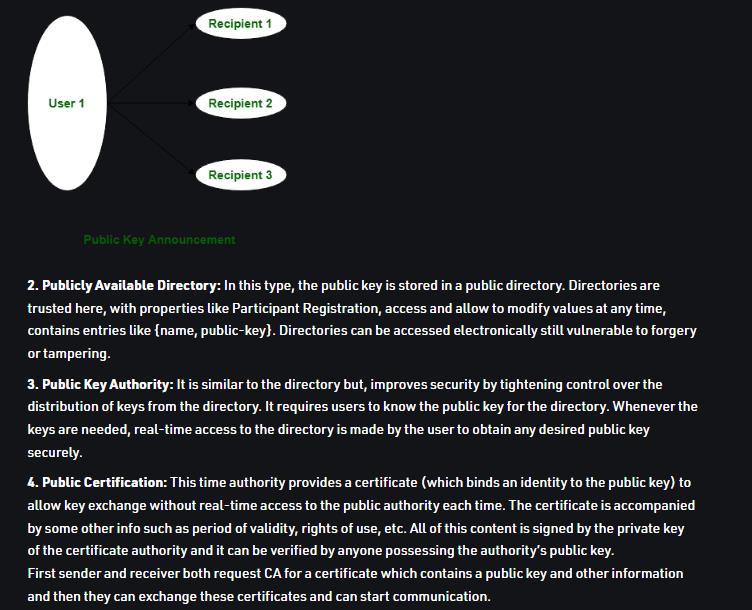 Recipient 1
User 1
Recipient 2
Recipient 3
Public Key Announcement
2. Publicly Available Directory: In this type, the public key is stored in a public directory. Directories are
trusted here, with properties like Participant Registration, access and allow to modify values at any time,
contains entries like {name, public-key}. Directories can be accessed electronically still vulnerable to forgery
or tampering.
3. Public Key Authority: It is similar to the directory but, improves security by tightening control over the
distribution of keys from the directory. It requires users to know the public key for the directory. Whenever the
keys are needed, real-time access to the directory is made by the user to obtain any desired public key
securely.
4. Public Certification: This time authority provides a certificate (which binds an identity to the public key) to
allow key exchange without real-time access to the public authority each time. The certificate is accompanied
by some other info such as period of validity, rights of use, etc. All of this content is signed by the private key
of the certificate authority and it can be verified by anyone possessing the authority's public key.
First sender and receiver both request CA for a certificate which contains a public key and other information
and then they can exchange these certificates and can start communication.